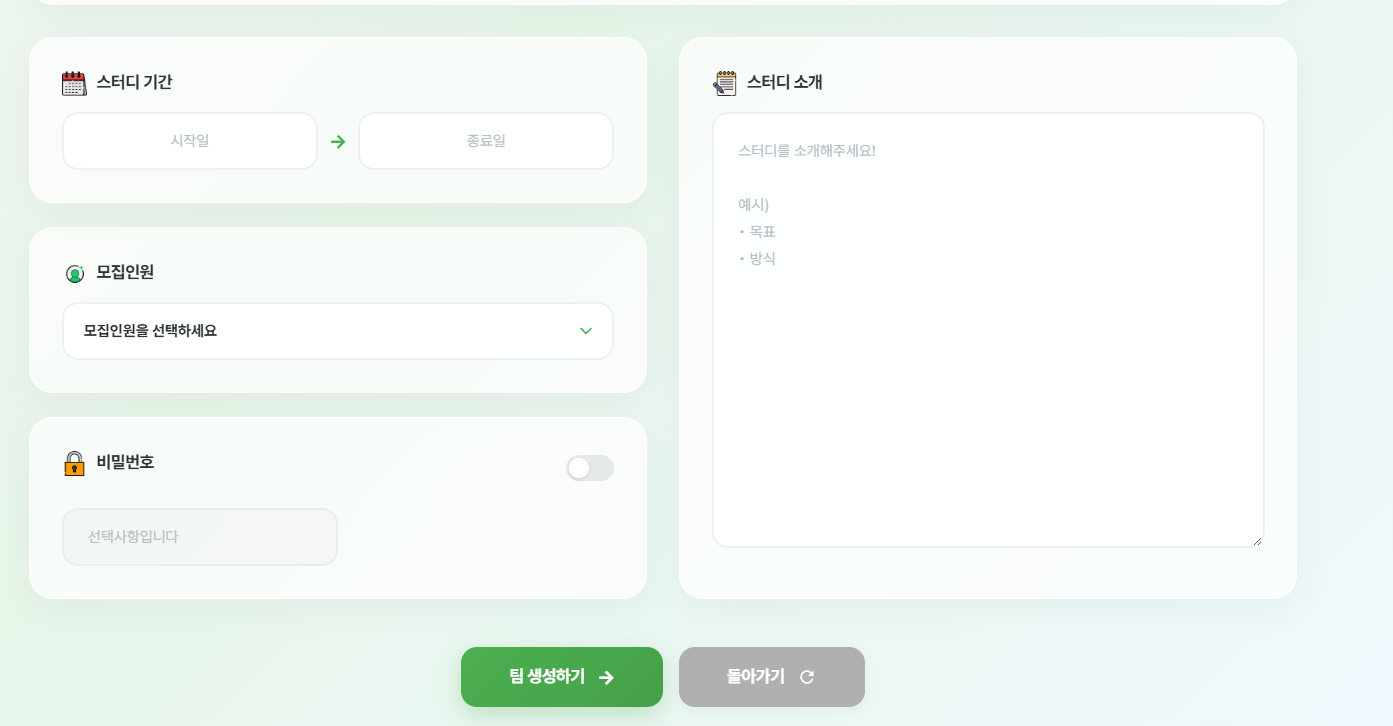 스터디 기간
시작일
종료일
모집인원
모집인원을 선택하세요
비밀번호
선택사항입니다
스터디 소개
스터디를 소개해주세요!
예시)
• 목표
• 방식
팀 생성하기
돌아가기